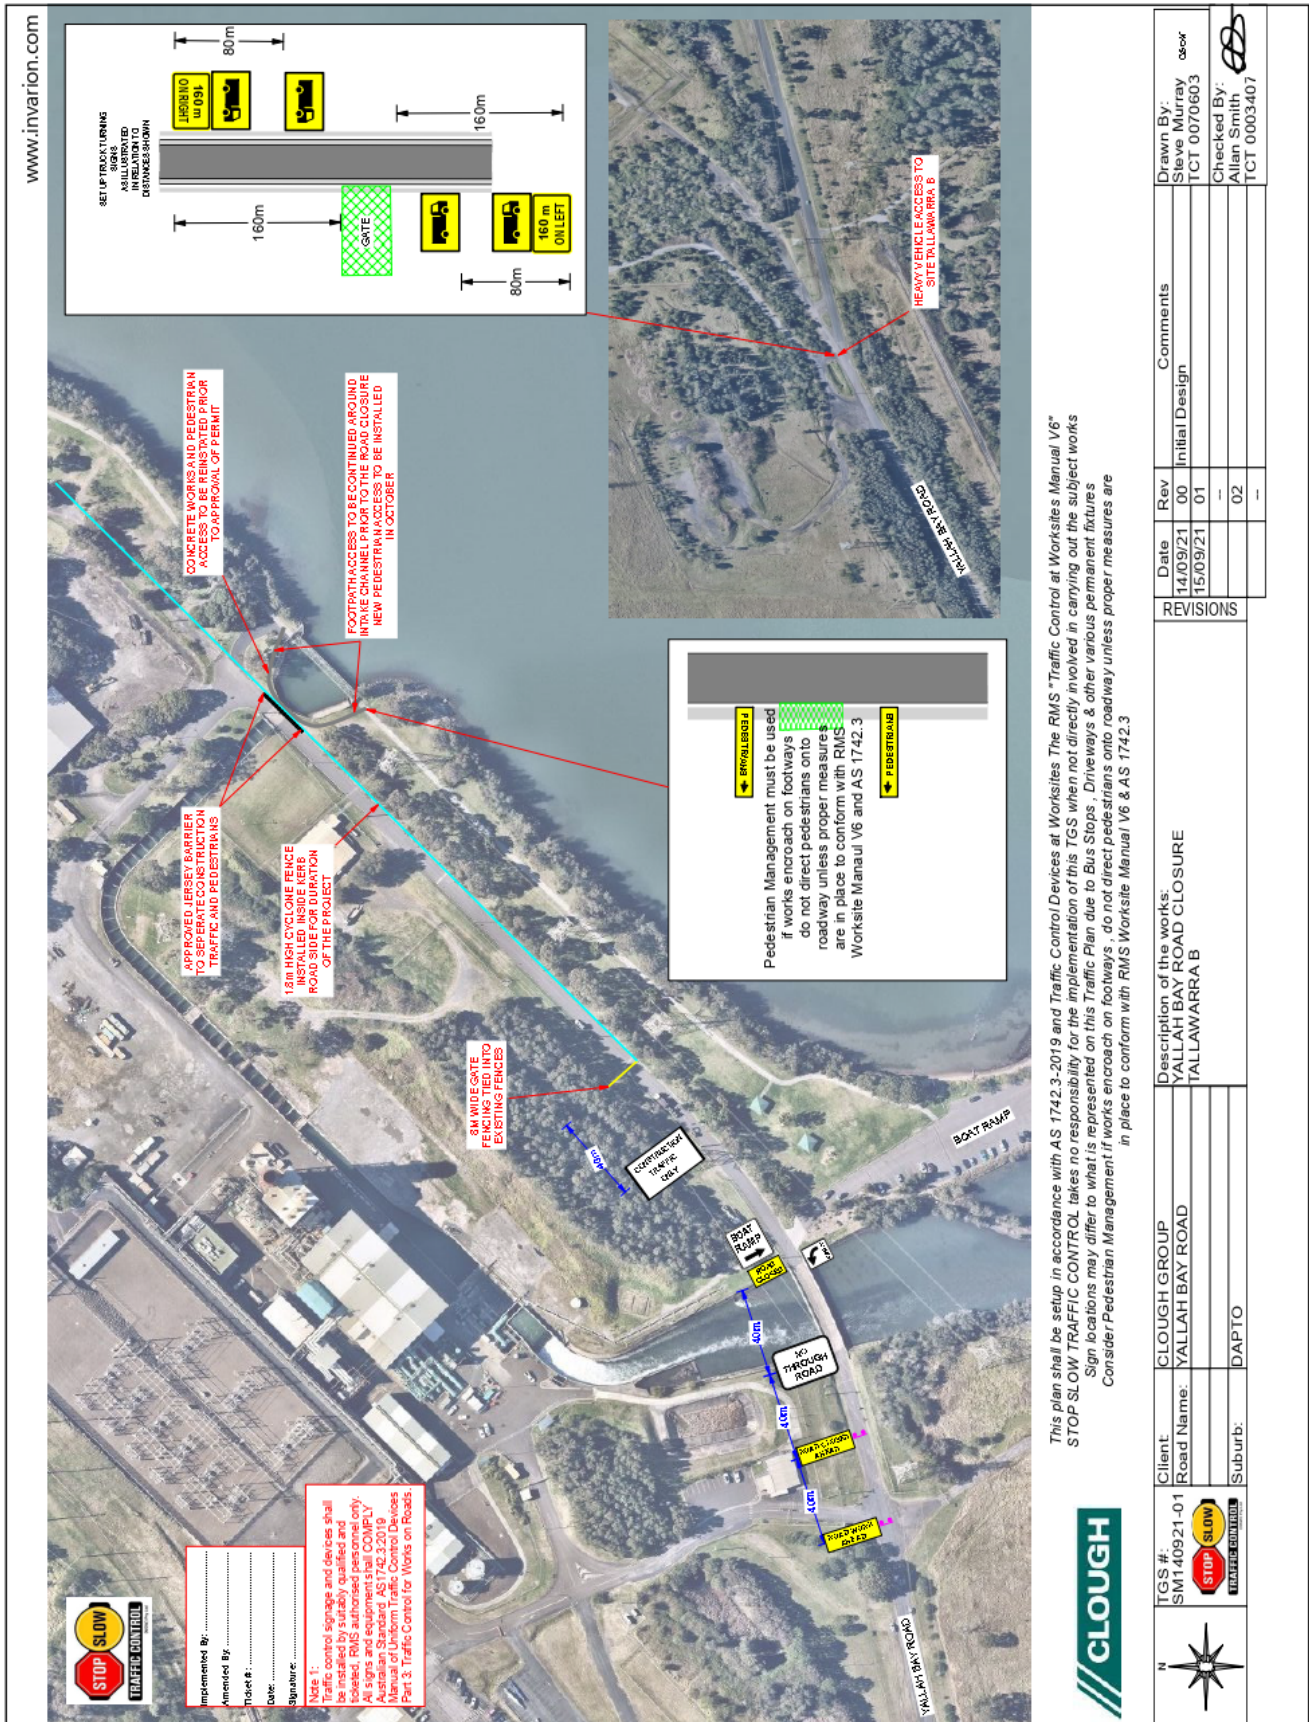 www.invarion.com
SET UP TRUCK TURNING
SIGNS
AS ILLUSTRATED
IN RELATION TO
DISTANCES SHOWN
80m
160 m
ON RIGHT
160m
160m
GATE
160 m
ON LEFT
80m
CONCRETE WORKS AND PEDESTRIAN
ACCESS TO BE REINSTATED PRIOR
TO APPROVAL OF PERMIT
FOOTPATH ACCESS TO BE CONTINUED AROUND
INTAKE CHANNEL PRIOR TO THE ROAD CLOSURE
NEW PEDESTRIAN ACCESS TO BE INSTALLED
IN OCTOBER
HEAVY VEHICLE ACCESS TO
SITE TALLAWARRA B
YALLAH BAY ROAD
APPROVED JERSEY BARRIER
TO SEPERATE CONSTRUCTION
TRAFFIC AND PEDESTRIANS
1.8m HIGH CYCLONE FENCE
INSTALLED INSIDE KERB
ROAD SIDE FOR DURATION
OF THE PROJECT
PEDESTRIANS
PEDESTRIANS
Pedestrian Management must be used
if works encroach on footways
do not direct pedestrians onto
roadway unless proper measures
are in place to conform with RMS
Worksite Manaul V6 and AS 1742.3
8M WIDE GATE
FENCING TIED INTO
EXISTING FENCES
40m
CONSTRUCTION
TRAFFIC
ONLY
BOAT RAMP
BOAT
RAMP
ROAD
CLOSED
40m
NO
THROUGH
ROAD
40m
ROAD CLOSED
AHEAD
40m
ROAD WORK
AHEAD
YALLAH BAY ROAD
STOP SLOW
TRAFFIC CONTROL
Implemented By:
Amended By:
Ticket #:
Date:
Signature:
Note 1:
Traffic control signage and devices shall
be installed by suitably qualified and
ticketed, RMS authorised personnel only.
All signs and equipment shall COMPLY
Australian Standard AS1742.3:2019
Manual of Uniform Traffic Control Devices
Part 3: Traffic Control for Works on Roads.
This plan shall be setup in accordance with AS 1742.3-2019 and Traffic Control Devices at Worksites The RMS "Traffic Control at Worksites Manual V6"
STOP SLOW TRAFFIC CONTROL takes no responsibility for the implementation of this TGS when not directly involved in carrying out the subject works
Sign locations may differ to what is represented on this Traffic Plan due to Bus Stops , Driveways & other various permanent fixtures
Consider Pedestrian Management if works encroach on footways , do not direct pedestrians onto roadway unless proper measures are
in place to conform with RMS Worksite Manual V6 & AS 1742.3
CLOUGH
N
TGS #:
SM140921-01
STOP SLOW
TRAFFIC CONTROL
Client: CLOUGH GROUP
Road Name: YALLAH BAY ROAD
Suburb: DAPTO
Description of the works:
YALLAH BAY ROAD CLOSURE
TALLAWARRA B
REVISIONS
Date Rev Comments
14/09/21 00 Initial Design
15/09/21 01
--
02
--
Drawn By:
Steve Murray
TCT 0070603
Checked By:
Allan Smith
TCT 0003407